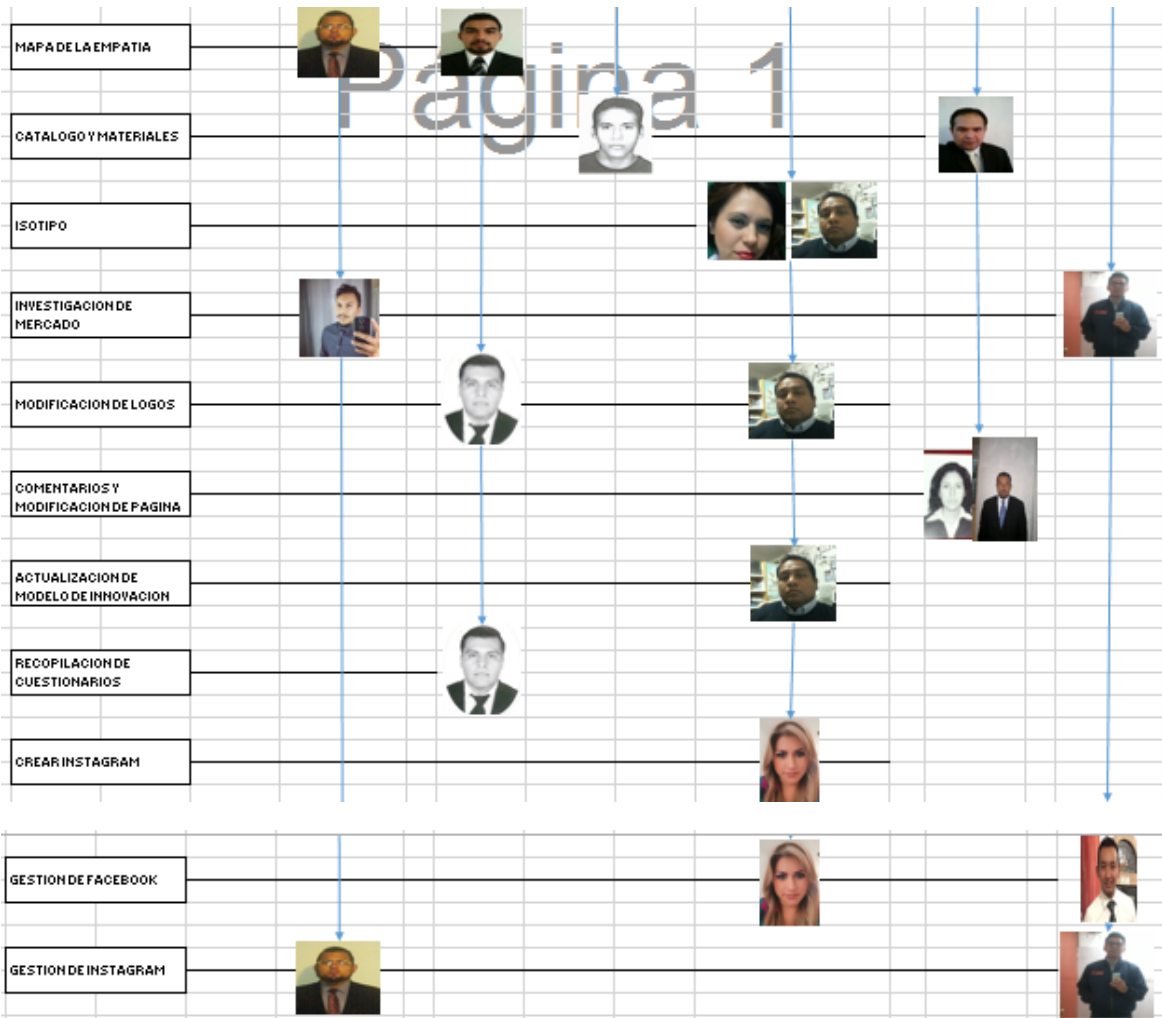 MAPA DE LA EMPATIA
Página 1
CATALOGO Y MATERIALES
ISOTIPO
INVESTIGACION DE
MERCADO
MODIFICACION DE LOGOS
COMENTARIOS Y
MODIFICACION DE PAGINA
ACTUALIZACION DE
MODELO DE INNOVACION
RECOPILACION DE
CUESTIONARIOS
CREAR INSTAGRAM
GESTION DE FACEBOOK
GESTION DE INSTAGRAM